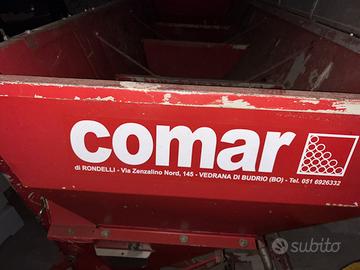 comar
di RONDELLI - Via Zenzalino Nord, 145 - VEDRANA DI BUDRIO (BO) - Tel. 051 6926332
subito